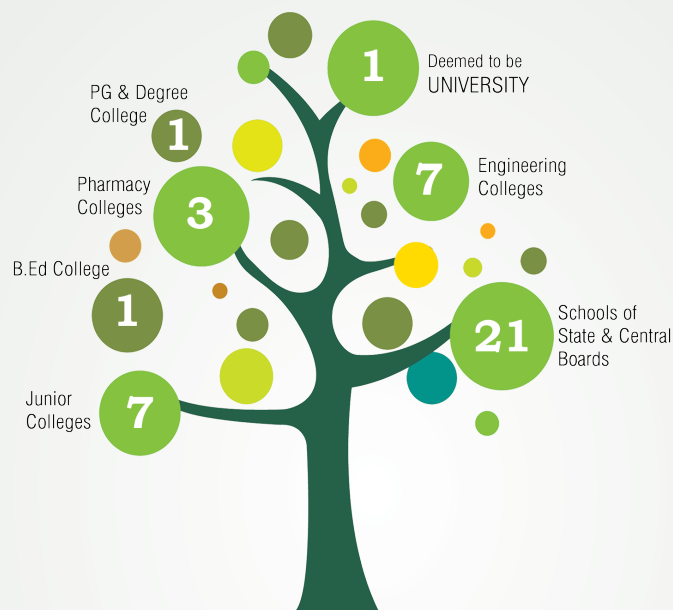 1
Deemed to be
UNIVERSITY
PG & Degree
College
1
7
Engineering
Colleges
Pharmacy
Colleges
3
B.Ed College
1
21
Schools of
State & Central
Boards
Junior
Colleges
7